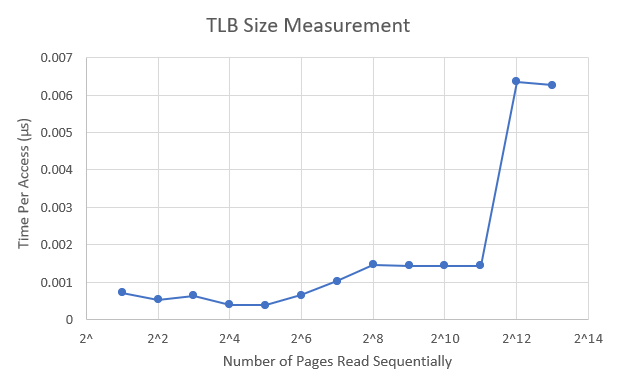 TLB Size Measurement
0.007
0.006
0.005
0.004
0.003
0.002
0.001
0
Time Per Access (µs)
2^ 2^2 2^4 2^6 2^8 2^10 2^12 2^14
Number of Pages Read Sequentially